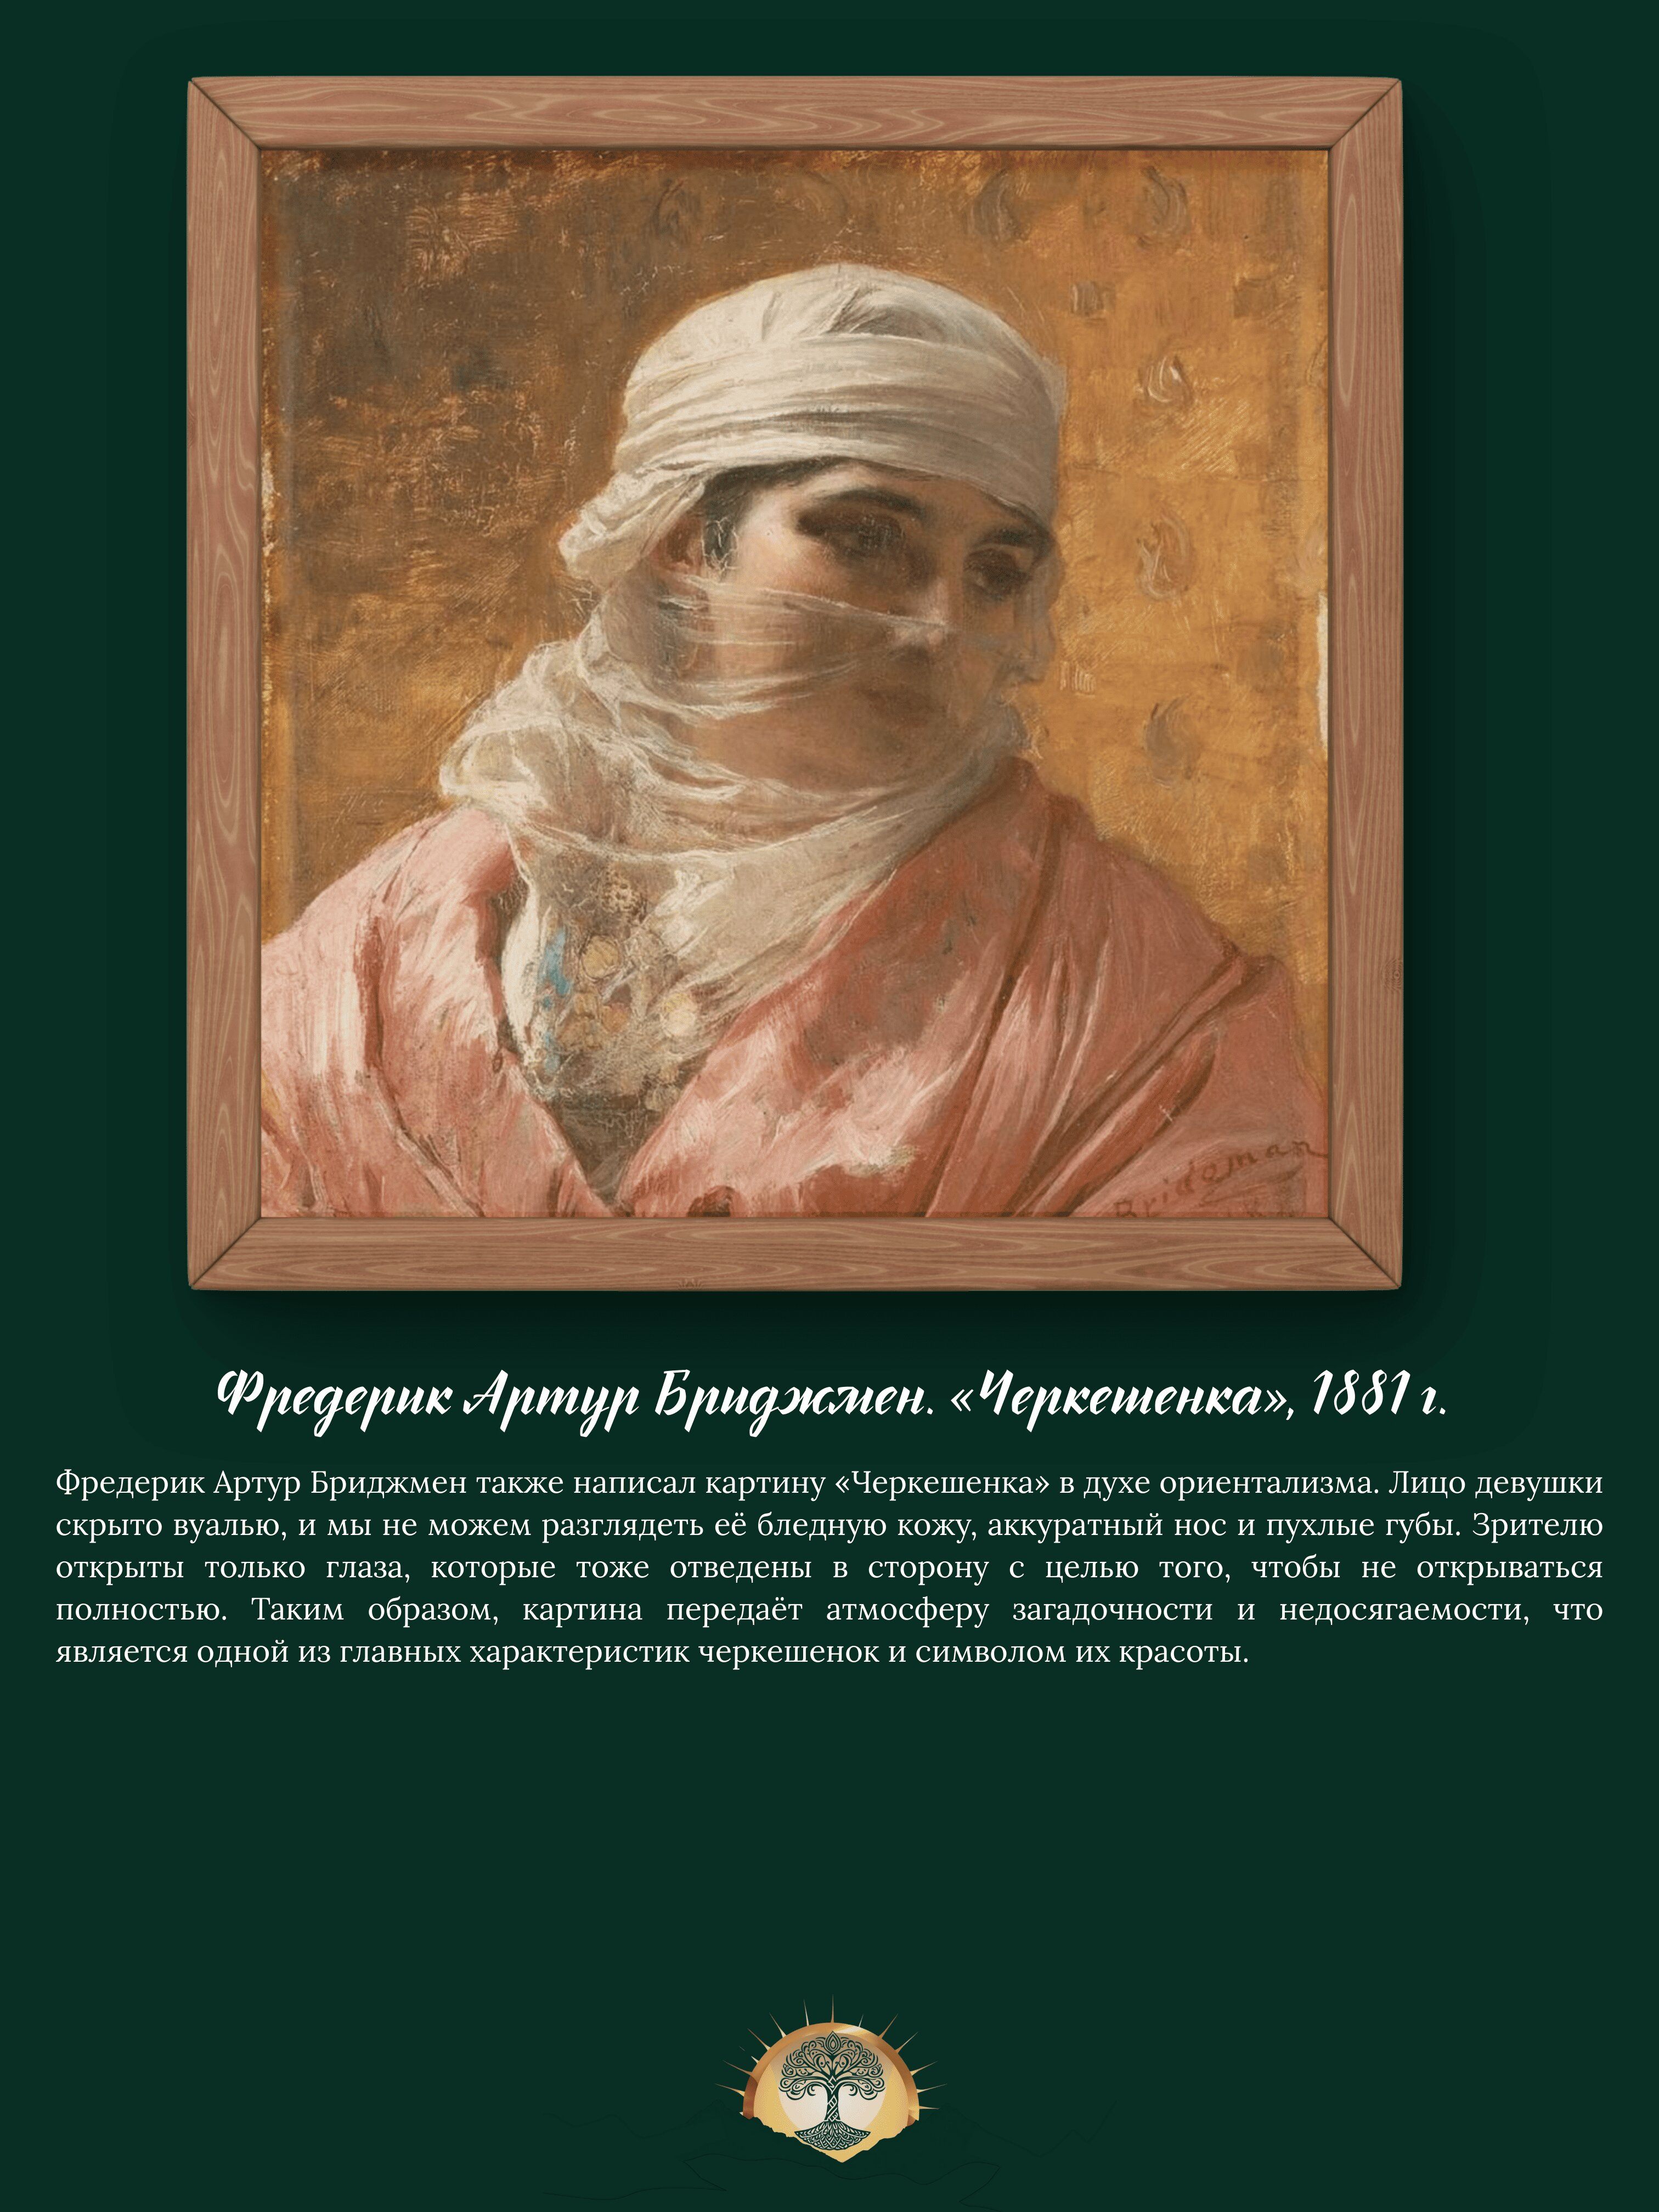 Bridgman
Фредерик Артур Бриджмен. «Черкешенка», 1881 г.
Фредерик Артур Бриджмен также написал картину «Черкешенка» в духе ориентализма. Лицо девушки
скрыто вуалью, и мы не можем разглядеть её бледную кожу, аккуратный нос и пухлые губы. Зрителю
открыты только глаза, которые тоже отведены в сторону с целью того, чтобы не открываться
полностью. Таким образом, картина передаёт атмосферу загадочности и недосягаемости, что
является одной из главных характеристик черкешенок и символом их красоты.